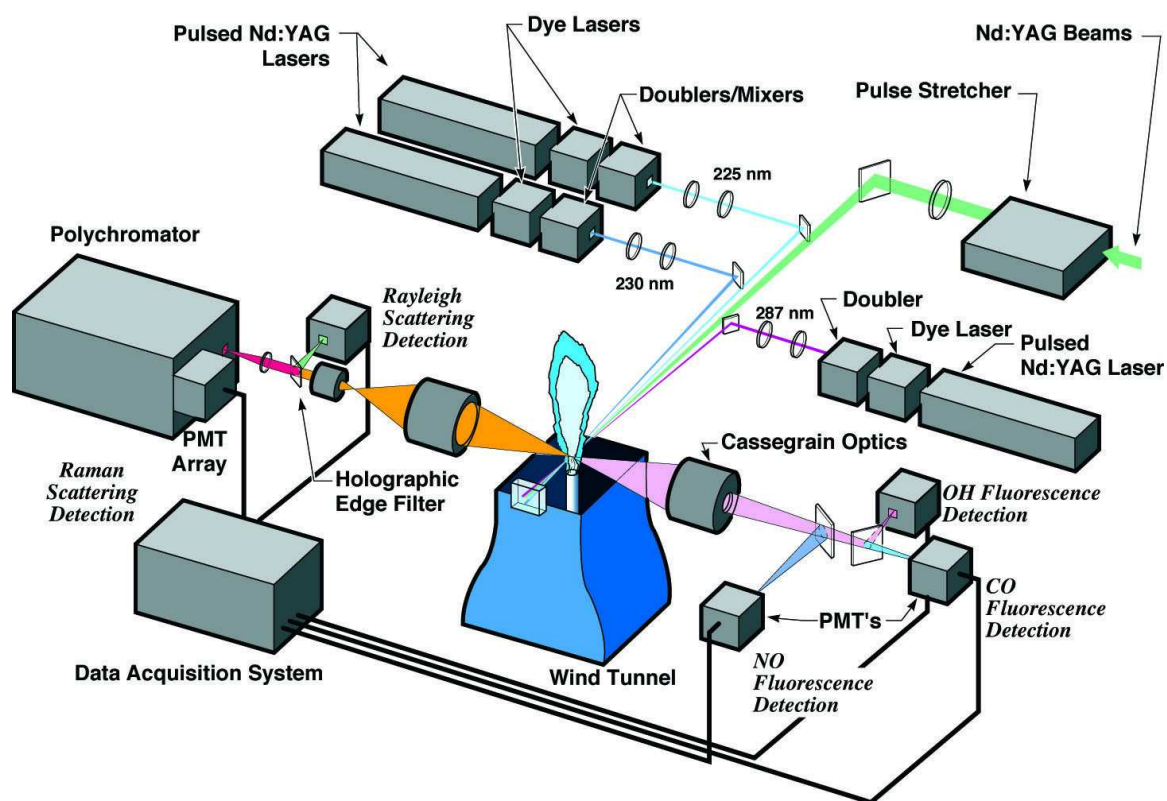 Pulsed Nd:YAG
Lasers
Dye Lasers
Doublers/Mixers
Nd:YAG Beams
Pulse Stretcher
225 nm
230 nm
Polychromator
Rayleigh
Scattering
Detection
287 nm
Doubler
Dye Laser
Pulsed
Nd:YAG Laser
PMT
Array
Raman
Scattering
Detection
Holographic
Edge Filter
Cassegrain Optics
OH Fluorescence
Detection
CO
Fluorescence
Detection
PMT's
NO
Fluorescence
Detection
Data Acquisition System
Wind Tunnel